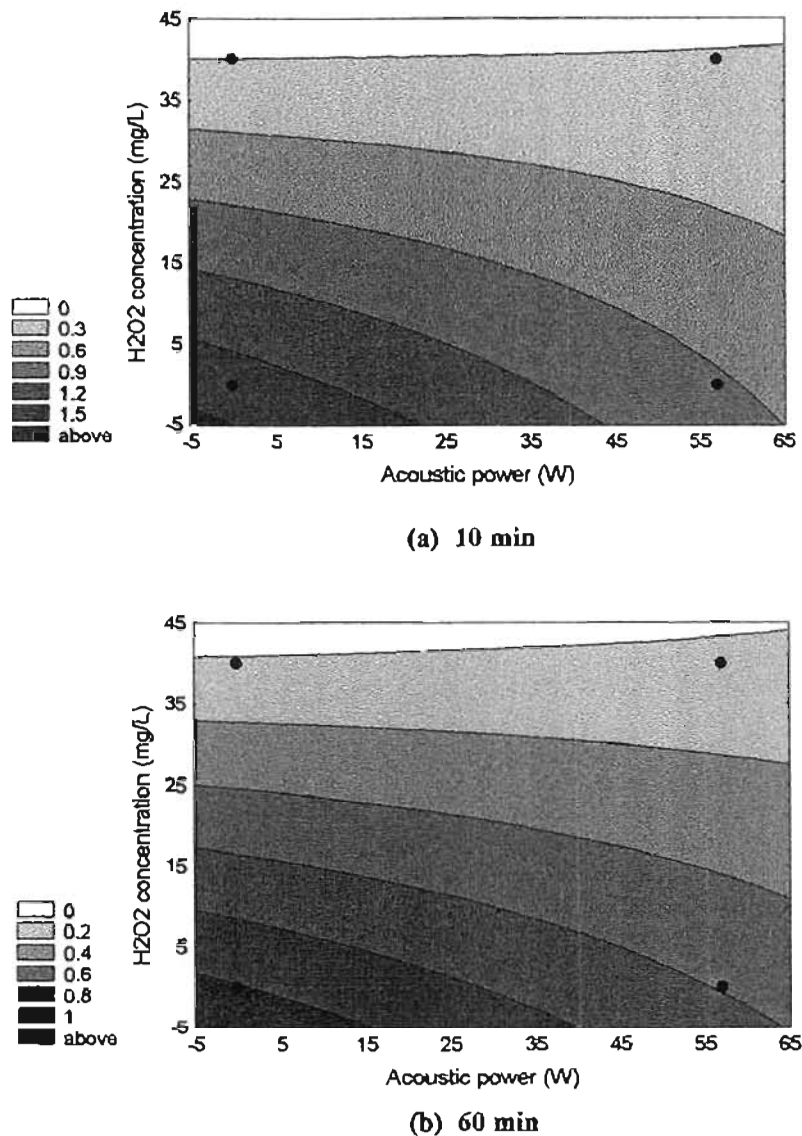 45
35
25
15
5
-5
H2O2 concentration (mg/L)
0
0.3
0.6
0.9
1.2
1.5
above
-5 5 15 25 35 45 55 65
Acoustic power (W)
(a) 10 min
45
35
25
15
5
-5
H2O2 concentration (mg/L)
0
0.2
0.4
0.6
0.8
1
above
-5 5 15 25 35 45 55 65
Acoustic power (W)
(b) 60 min